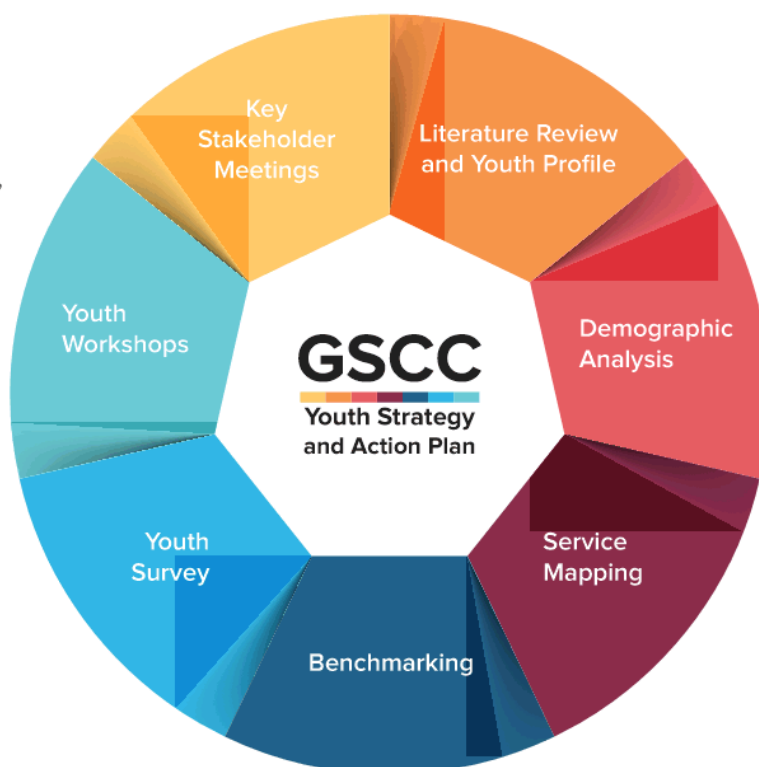 Key
Stakeholder
Meetings
Literature Review
and Youth Profile
Youth
Workshops
Demographic
Analysis
GSCC
Youth Strategy
and Action Plan
Youth
Survey
Service
Mapping
Benchmarking